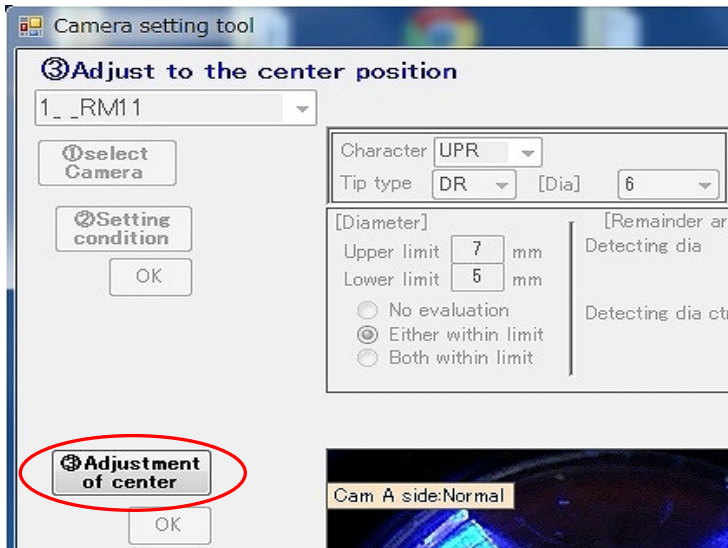 Camera setting tool
③Adjust to the center position
1_ _RM11
①select
Camera
Character UPR
Tip type DR [Dia] 6
②Setting
condition
OK
[Diameter]
Upper limit 7 mm
Lower limit 5 mm
No evaluation
Either within limit
Both within limit
[Remainder ar
Detecting dia
Detecting dia ctr
③Adjustment
of center
OK
Cam A side:Normal